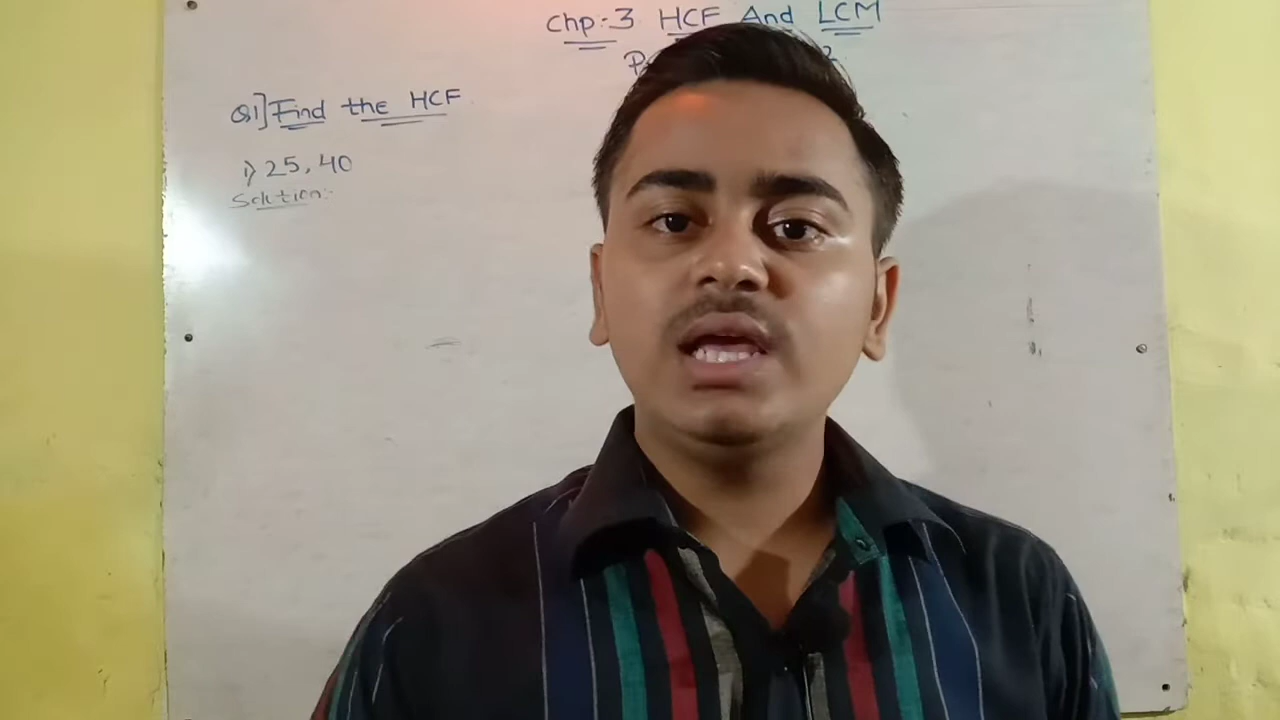 Chp:-3 HCF And LCM
Q1] Find the HCF
i) 25, 40
Solution:-